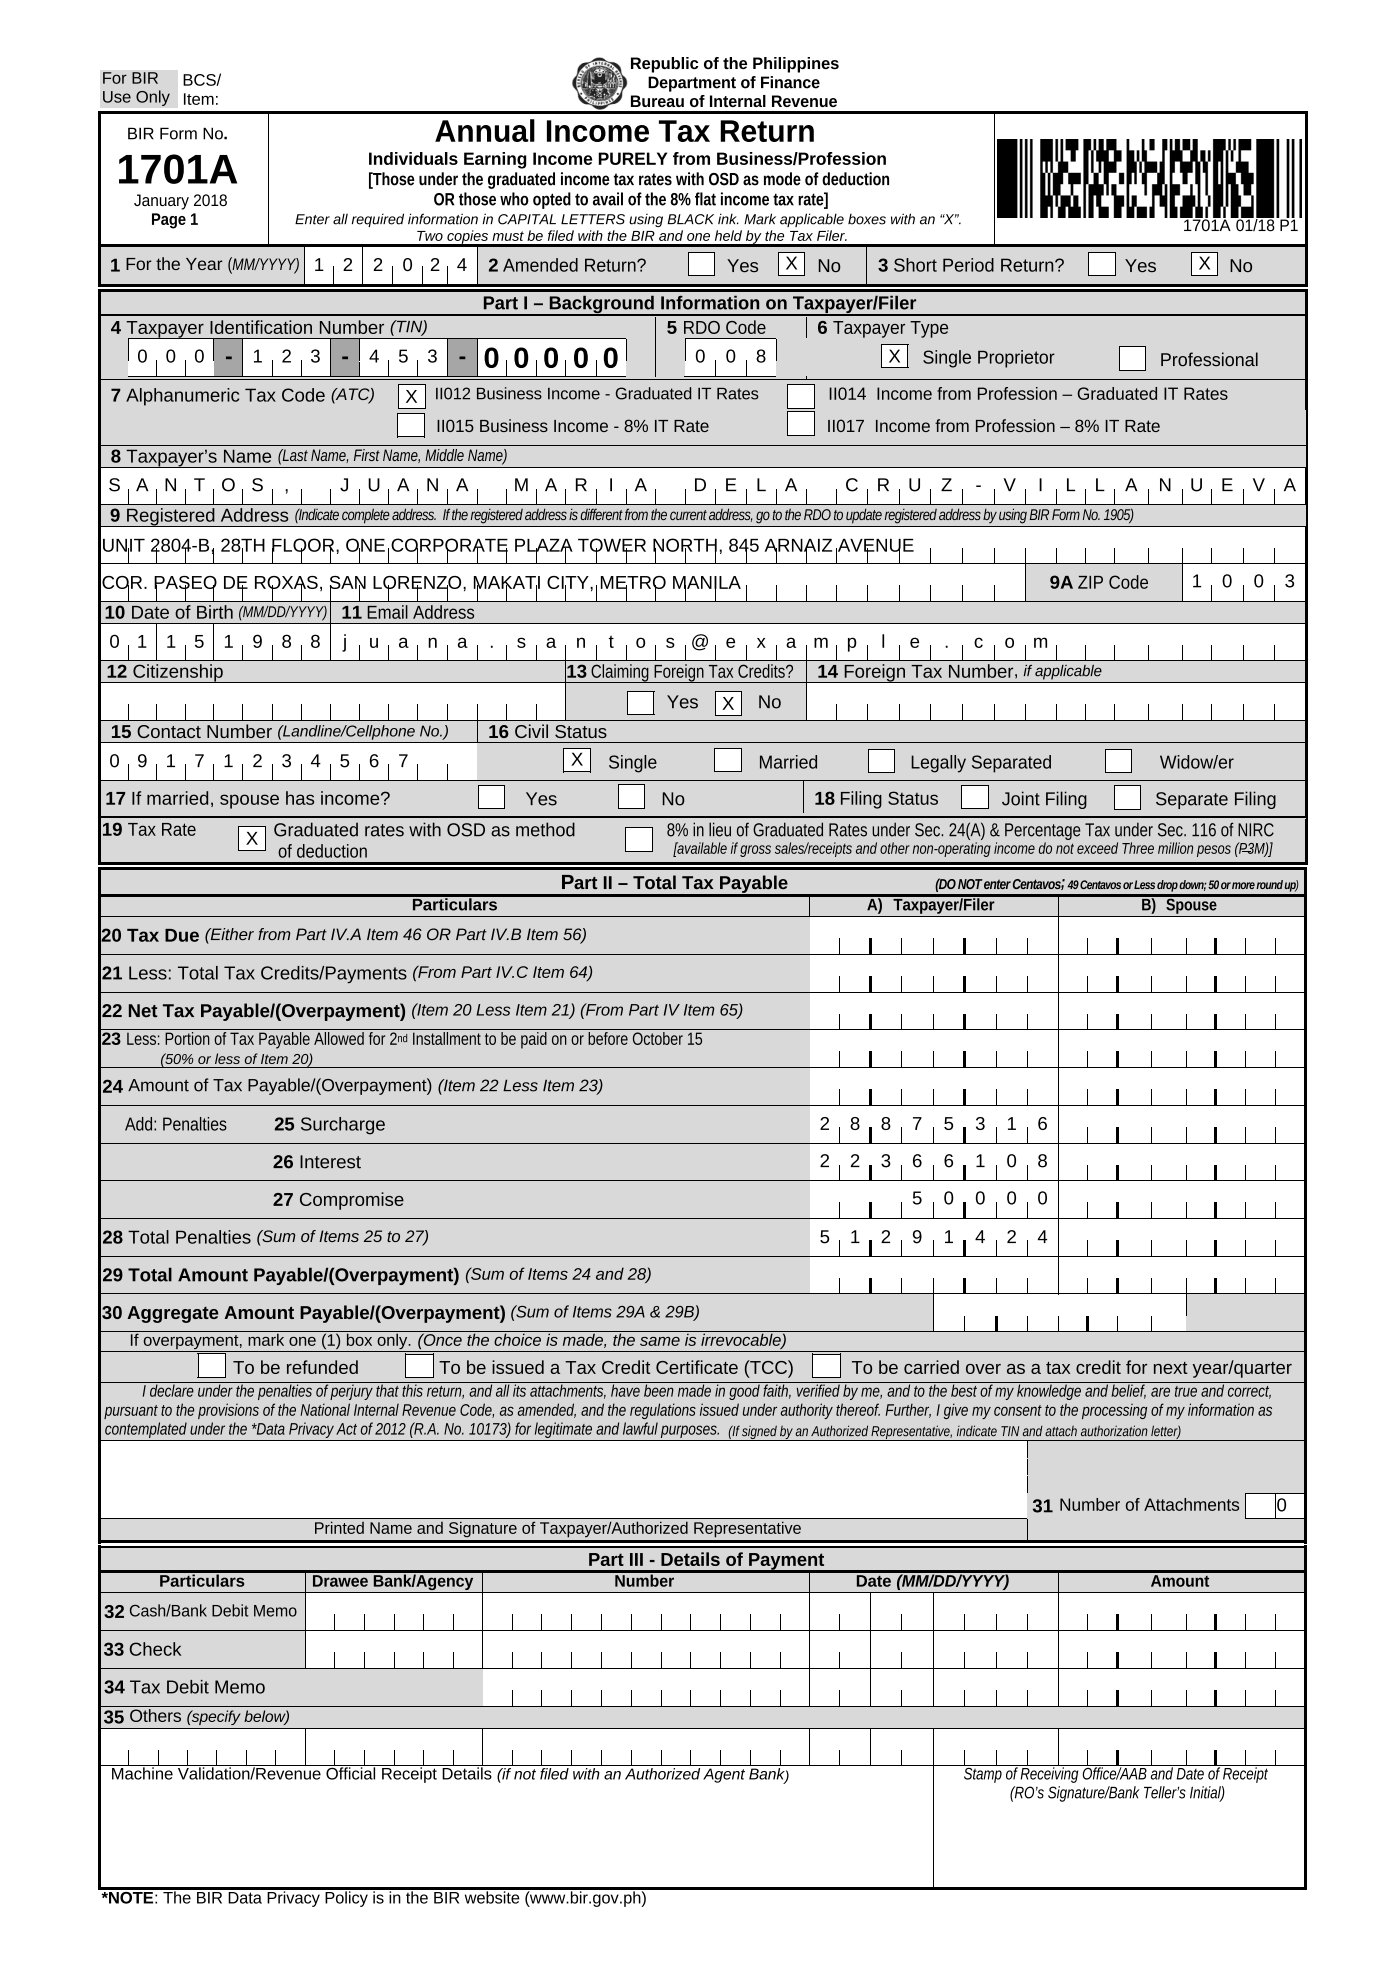 For BIR BCS/
Use Only Item:
Republic of the Philippines
Department of Finance
Bureau of Internal Revenue
BIR Form No.
1701A
January 2018
Page 1
Annual Income Tax Return
Individuals Earning Income PURELY from Business/Profession
[Those under the graduated income tax rates with OSD as mode of deduction
OR those who opted to avail of the 8% flat income tax rate]
Enter all required information in CAPITAL LETTERS using BLACK ink. Mark applicable boxes with an “X”.
Two copies must be filed with the BIR and one held by the Tax Filer.
1701A 01/18 P1
1 For the Year (MM/YYYY) 1 2 2 0 2 4 2 Amended Return? Yes X No 3 Short Period Return? Yes X No
Part I – Background Information on Taxpayer/Filer
4 Taxpayer Identification Number (TIN) 5 RDO Code 6 Taxpayer Type
0 0 0 - 1 2 3 - 4 5 3 - 0 0 0 0 0 0 0 8 X Single Proprietor Professional
7 Alphanumeric Tax Code (ATC) X II012 Business Income - Graduated IT Rates II014 Income from Profession – Graduated IT Rates
II015 Business Income - 8% IT Rate II017 Income from Profession – 8% IT Rate
8 Taxpayer’s Name (Last Name, First Name, Middle Name)
SANTOS, JUANA MARIA DELA CRUZ-VILLANUEVA
9 Registered Address (Indicate complete address. If the registered address is different from the current address, go to the RDO to update registered address by using BIR Form No. 1905)
UNIT 2804-B, 28TH FLOOR, ONE CORPORATE PLAZA TOWER NORTH, 845 ARNAIZ AVENUE
COR. PASEO DE ROXAS, SAN LORENZO, MAKATI CITY, METRO MANILA 9A ZIP Code 1 0 0 3
10 Date of Birth (MM/DD/YYYY) 11 Email Address
0 1 1 5 1 9 8 8 juana.santos@example.com
12 Citizenship 13 Claiming Foreign Tax Credits? 14 Foreign Tax Number, if applicable
Yes X No
15 Contact Number (Landline/Cellphone No.) 16 Civil Status
0 9 1 7 1 2 3 4 5 6 7 X Single Married Legally Separated Widow/er
17 If married, spouse has income? Yes No 18 Filing Status Joint Filing Separate Filing
19 Tax Rate X Graduated rates with OSD as method 8% in lieu of Graduated Rates under Sec. 24(A) & Percentage Tax under Sec. 116 of NIRC
of deduction [available if gross sales/receipts and other non-operating income do not exceed Three million pesos (P3M)]
Part II – Total Tax Payable (DO NOT enter Centavos; 49 Centavos or Less drop down; 50 or more round up)
Particulars A) Taxpayer/Filer B) Spouse
20 Tax Due (Either from Part IV.A Item 46 OR Part IV.B Item 56)
21 Less: Total Tax Credits/Payments (From Part IV.C Item 64)
22 Net Tax Payable/(Overpayment) (Item 20 Less Item 21) (From Part IV Item 65)
23 Less: Portion of Tax Payable Allowed for 2nd Installment to be paid on or before October 15
(50% or less of Item 20)
24 Amount of Tax Payable/(Overpayment) (Item 22 Less Item 23)
Add: Penalties 25 Surcharge 2 8 8 7 5 3 1 6
26 Interest 2 2 3 6 6 1 0 8
27 Compromise 5 0 0 0 0
28 Total Penalties (Sum of Items 25 to 27) 5 1 2 9 1 4 2 4
29 Total Amount Payable/(Overpayment) (Sum of Items 24 and 28)
30 Aggregate Amount Payable/(Overpayment) (Sum of Items 29A & 29B)
If overpayment, mark one (1) box only. (Once the choice is made, the same is irrevocable)
To be refunded To be issued a Tax Credit Certificate (TCC) To be carried over as a tax credit for next year/quarter
I declare under the penalties of perjury that this return, and all its attachments, have been made in good faith, verified by me, and to the best of my knowledge and belief, are true and correct,
pursuant to the provisions of the National Internal Revenue Code, as amended, and the regulations issued under authority thereof. Further, I give my consent to the processing of my information as
contemplated under the *Data Privacy Act of 2012 (R.A. No. 10173) for legitimate and lawful purposes. (If signed by an Authorized Representative, indicate TIN and attach authorization letter)
31 Number of Attachments 0
Printed Name and Signature of Taxpayer/Authorized Representative
Part III - Details of Payment
Particulars Drawee Bank/Agency Number Date (MM/DD/YYYY) Amount
32 Cash/Bank Debit Memo
33 Check
34 Tax Debit Memo
35 Others (specify below)
Machine Validation/Revenue Official Receipt Details (if not filed with an Authorized Agent Bank) Stamp of Receiving Office/AAB and Date of Receipt
(RO’s Signature/Bank Teller’s Initial)
*NOTE: The BIR Data Privacy Policy is in the BIR website (www.bir.gov.ph)